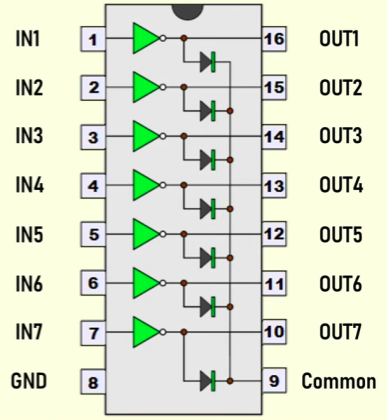 IN1 1 16 OUT1
IN2 2 15 OUT2
IN3 3 14 OUT3
IN4 4 13 OUT4
IN5 5 12 OUT5
IN6 6 11 OUT6
IN7 7 10 OUT7
GND 8 9 Common